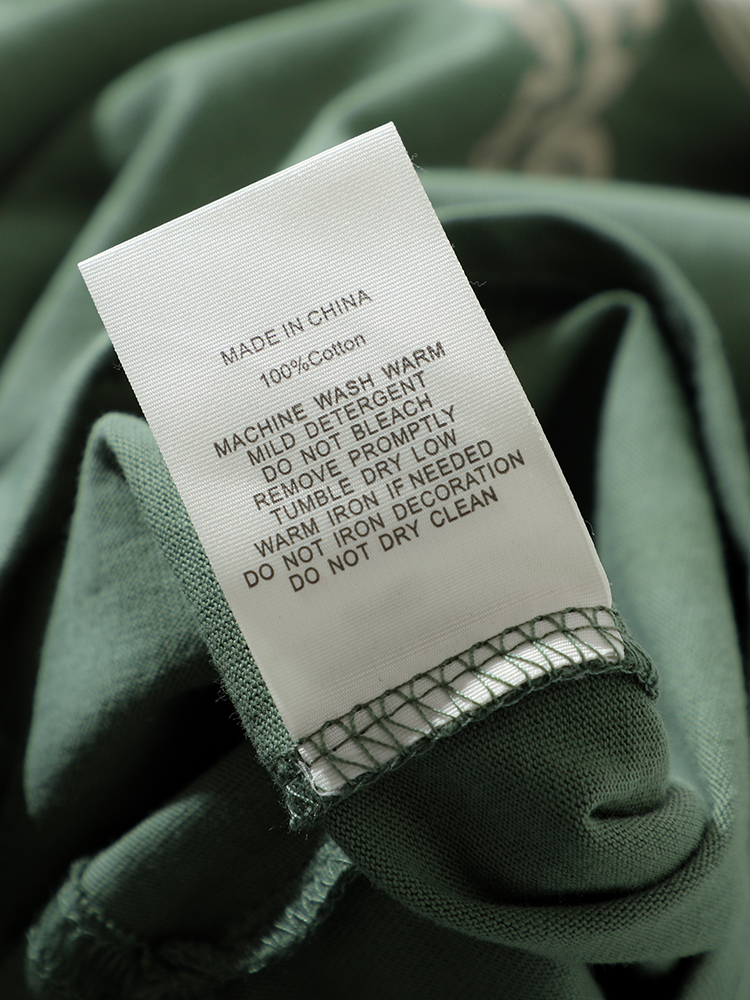 MADE IN CHINA
100%Cotton
MACHINE WASH WARM
MILD DETERGENT
DO NOT BLEACH
REMOVE PROMPTLY
TUMBLE DRY LOW
WARM IRON IF NEEDED
DO NOT IRON DECORATION
DO NOT DRY CLEAN